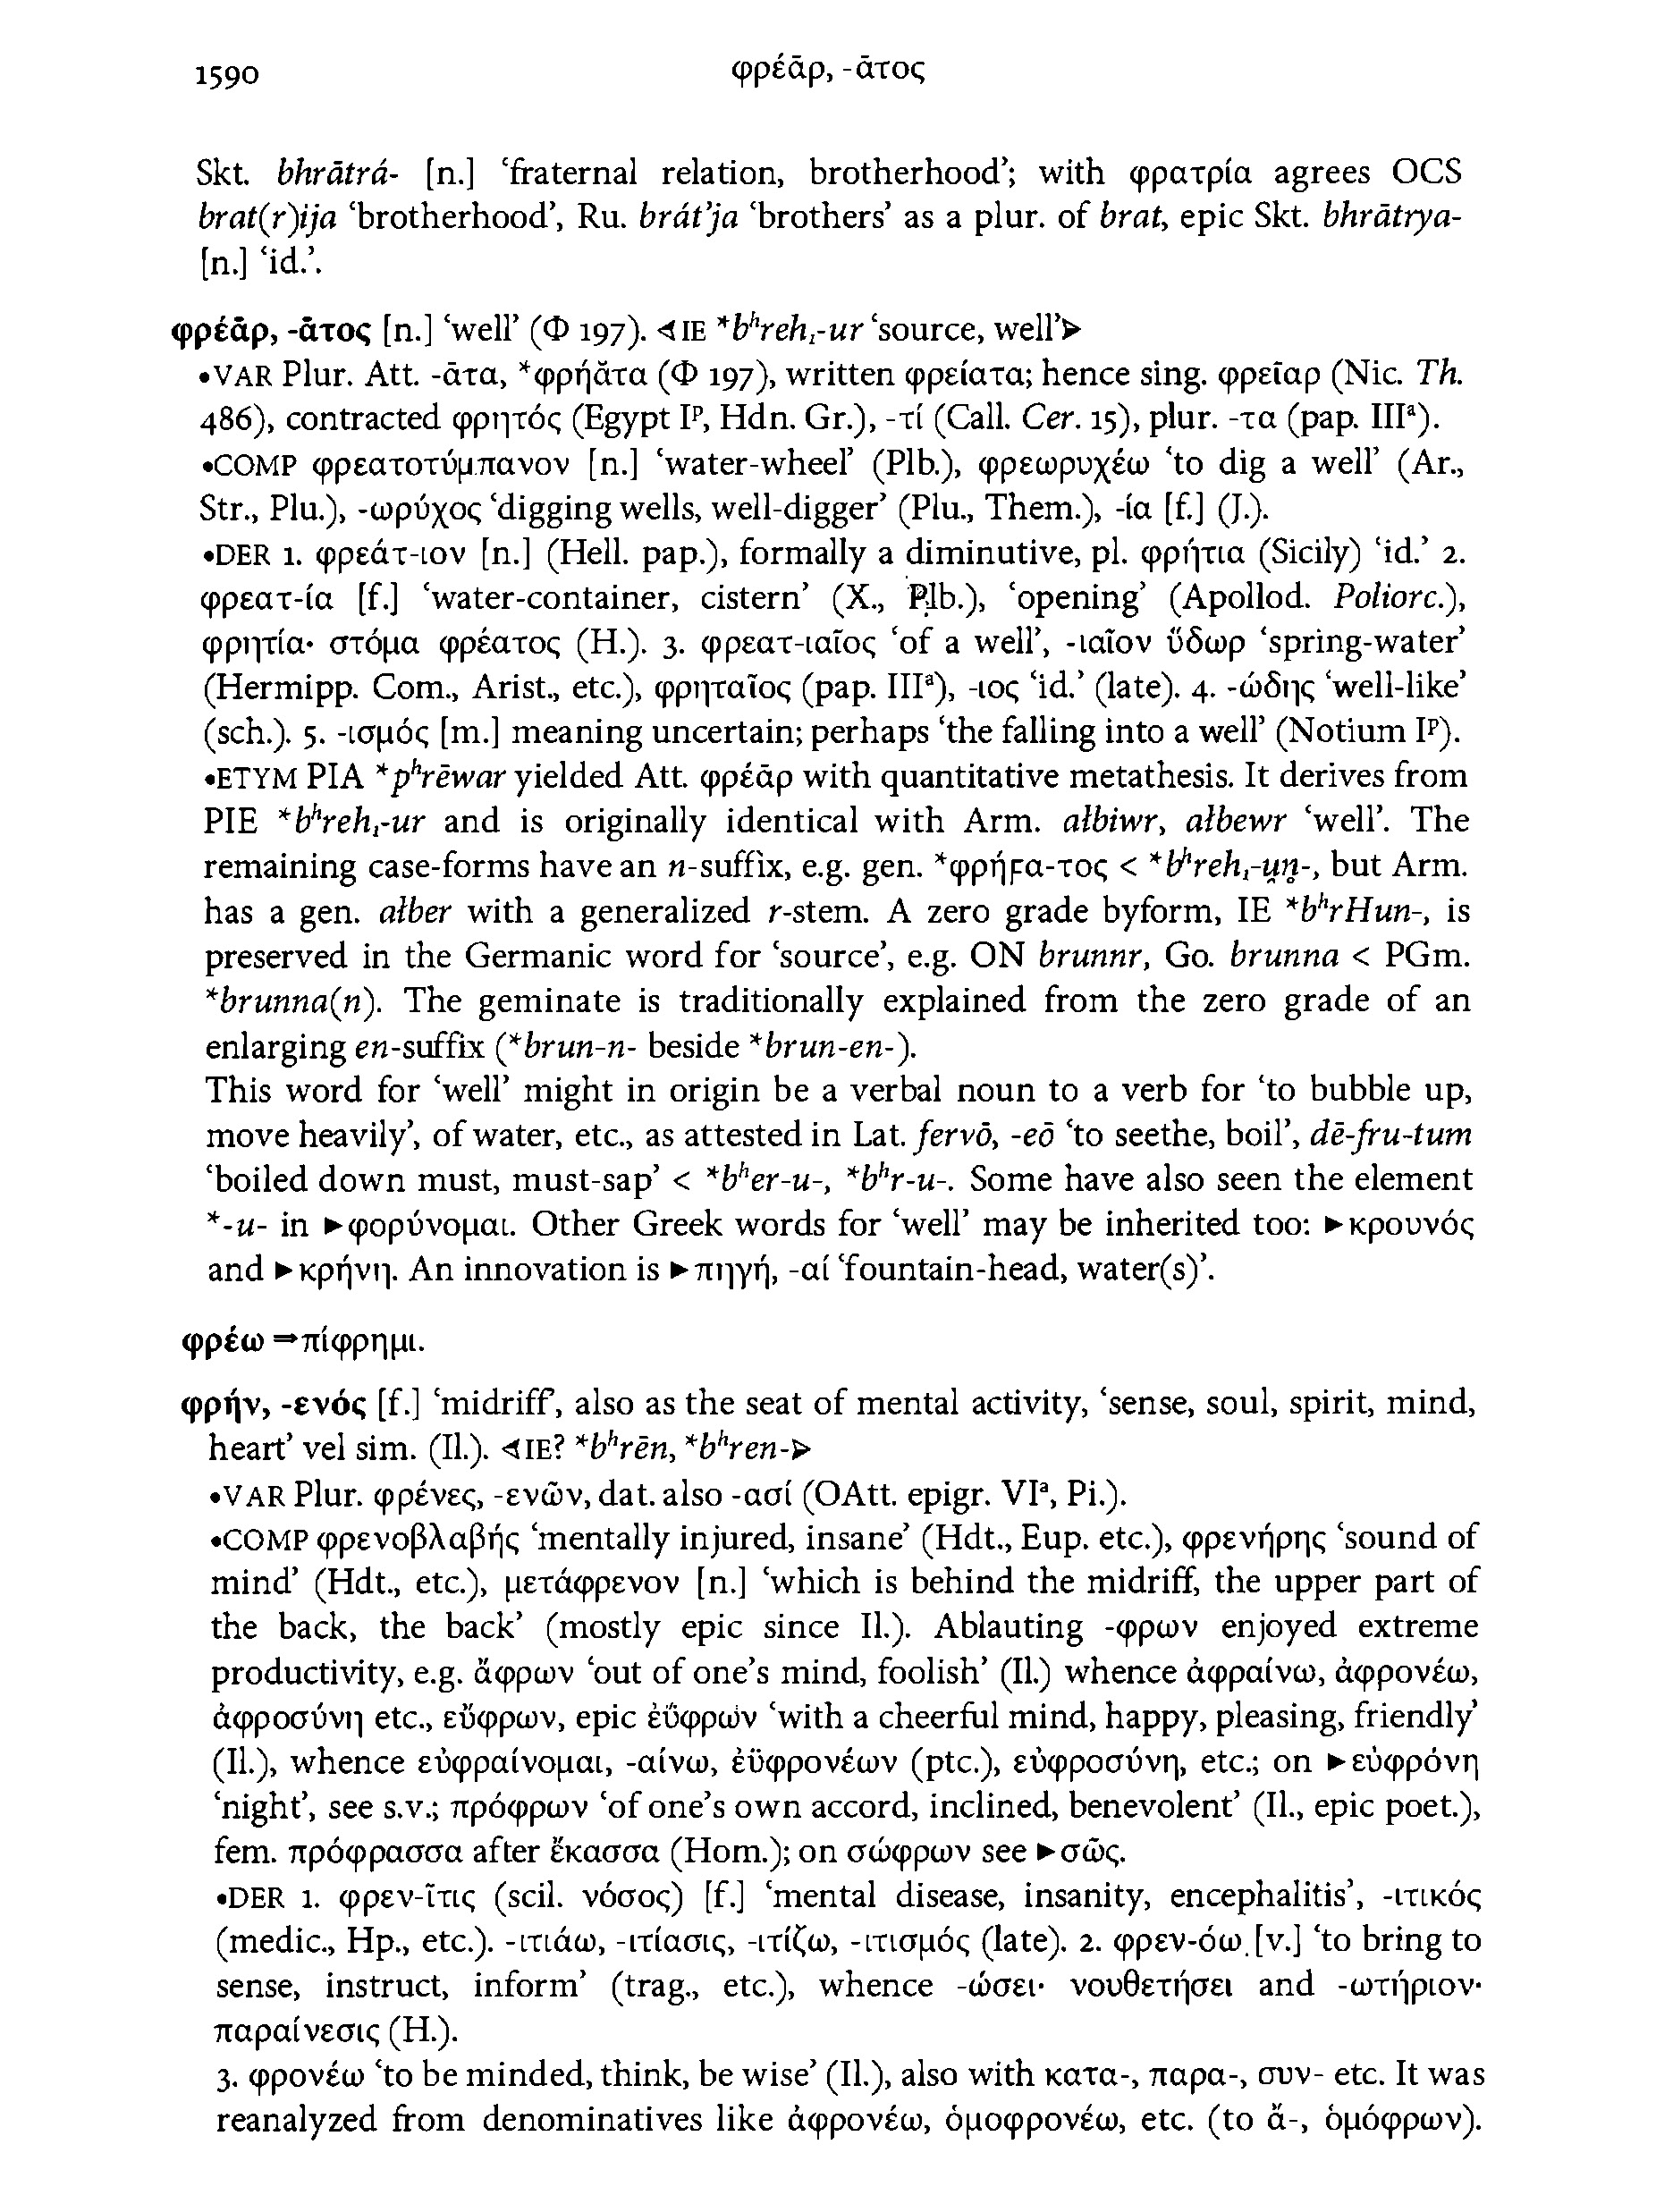 1590
φρέᾱρ, -ᾱτος
Skt. bhrātrá- [n.] ‘fraternal relation, brotherhood’; with φρατρία agrees OCS
brat(r)ija ‘brotherhood’, Ru. brát’ja ‘brothers’ as a plur. of brat, epic Skt. bhrātrya-
[n.] ‘id.’.
φρέᾱρ, -ᾱτος [n.] ‘well’ (Φ 197). ⋖IE *bʰreh₁-ur ‘source, well’⋗
•VAR Plur. Att. -ᾱτα, *φρήᾰτα (Φ 197), written φρείατα; hence sing. φρεῖαρ (Nic. Th.
486), contracted φρητός (Egypt Iᵖ, Hdn. Gr.), -τί (Call. Cer. 15), plur. -τα (pap. IIIᵃ).
•COMP φρεατοτύμπανον [n.] ‘water-wheel’ (Plb.), φρεωρυχέω ‘to dig a well’ (Ar.,
Str., Plu.), -ωρύχος ‘digging wells, well-digger’ (Plu., Them.), -ία [f.] (J.).
•DER 1. φρεάτ-ιον [n.] (Hell. pap.), formally a diminutive, pl. φρήτια (Sicily) ‘id.’ 2.
φρεατ-ία [f.] ‘water-container, cistern’ (X., Plb.), ‘opening’ (Apollod. Poliorc.),
φρητία· στόμα φρέατος (H.). 3. φρεατ-ιαῖος ‘of a well’, -ιαῖον ὕδωρ ‘spring-water’
(Hermipp. Com., Arist., etc.), φρηταῖος (pap. IIIᵃ), -ιος ‘id.’ (late). 4. -ώδης ‘well-like’
(sch.). 5. -ισμός [m.] meaning uncertain; perhaps ‘the falling into a well’ (Notium Iᵖ).
•ETYM PIA *pʰrēwar yielded Att. φρέᾱρ with quantitative metathesis. It derives from
PIE *bʰreh₁-ur and is originally identical with Arm. ałbiwr, ałbewr ‘well’. The
remaining case-forms have an n-suffix, e.g. gen. *φρήϝα-τος < *bʰreh₁-u̯n̥-, but Arm.
has a gen. ałber with a generalized r-stem. A zero grade byform, IE *bʰrHun-, is
preserved in the Germanic word for ‘source’, e.g. ON brunnr, Go. brunna < PGm.
*brunna(n). The geminate is traditionally explained from the zero grade of an
enlarging en-suffix (*brun-n- beside *brun-en-).
This word for ‘well’ might in origin be a verbal noun to a verb for ‘to bubble up,
move heavily’, of water, etc., as attested in Lat. fervō, -eō ‘to seethe, boil’, dē-fru-tum
‘boiled down must, must-sap’ < *bʰer-u-, *bʰr-u-. Some have also seen the element
*-u- in ►φορύνομαι. Other Greek words for ‘well’ may be inherited too: ►κρουνός
and ►κρήνη. An innovation is ►πηγή, -αί ‘fountain-head, water(s)’.
φρέω ⇒πίφρημι.
φρήν, -ενός [f.] ‘midriff’, also as the seat of mental activity, ‘sense, soul, spirit, mind,
heart’ vel sim. (Il.). ⋖IE? *bʰrēn, *bʰren-⋗
•VAR Plur. φρένες, -ενῶν, dat. also -ασί (OAtt. epigr. VIᵃ, Pi.).
•COMP φρενοβλαβής ‘mentally injured, insane’ (Hdt., Eup. etc.), φρενήρης ‘sound of
mind’ (Hdt., etc.), μετάφρενον [n.] ‘which is behind the midriff, the upper part of
the back, the back’ (mostly epic since Il.). Ablauting -φρων enjoyed extreme
productivity, e.g. ἄφρων ‘out of one’s mind, foolish’ (Il.) whence ἀφραίνω, ἀφρονέω,
ἀφροσύνη etc., εὔφρων, epic ἐΰφρων ‘with a cheerful mind, happy, pleasing, friendly’
(Il.), whence εὐφραίνομαι, -αίνω, ἐϋφρονέων (ptc.), εὐφροσύνη, etc.; on ►εὐφρόνη
‘night’, see s.v.; πρόφρων ‘of one’s own accord, inclined, benevolent’ (Il., epic poet.),
fem. πρόφρασσα after ἔκασσα (Hom.); on σώφρων see ►σῶς.
•DER 1. φρεν-ῖτις (scil. νόσος) [f.] ‘mental disease, insanity, encephalitis’, -ιτικός
(medic., Hp., etc.). -ιτιάω, -ιτίασις, -ιτίζω, -ιτισμός (late). 2. φρεν-όω [v.] ‘to bring to
sense, instruct, inform’ (trag., etc.), whence -ώσει· νουθετήσει and -ωτήριον·
παραίνεσις (H.).
3. φρονέω ‘to be minded, think, be wise’ (Il.), also with κατα-, παρα-, συν- etc. It was
reanalyzed from denominatives like ἀφρονέω, ὁμοφρονέω, etc. (to ἄ-, ὁμόφρων).